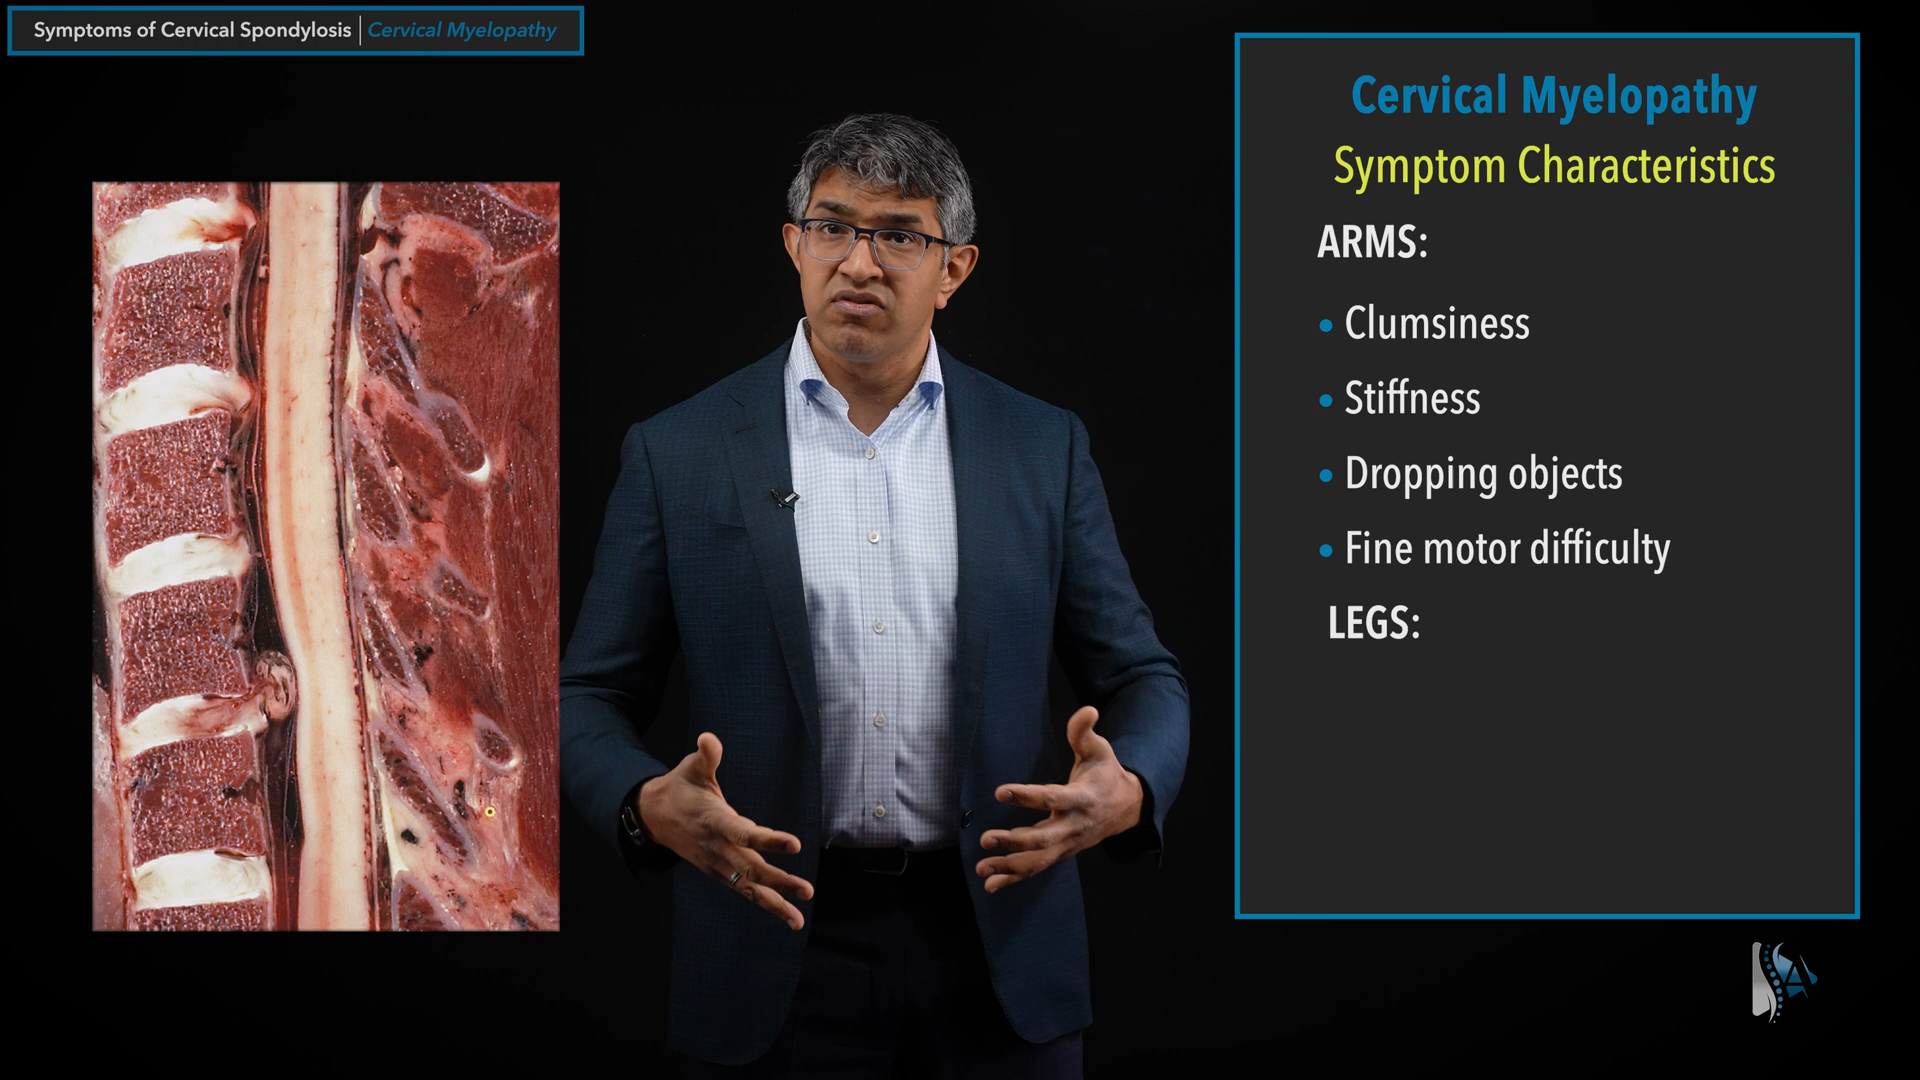 Symptoms of Cervical Spondylosis | Cervical Myelopathy
Cervical Myelopathy
Symptom Characteristics
ARMS:
• Clumsiness
• Stiffness
• Dropping objects
• Fine motor difficulty
LEGS: